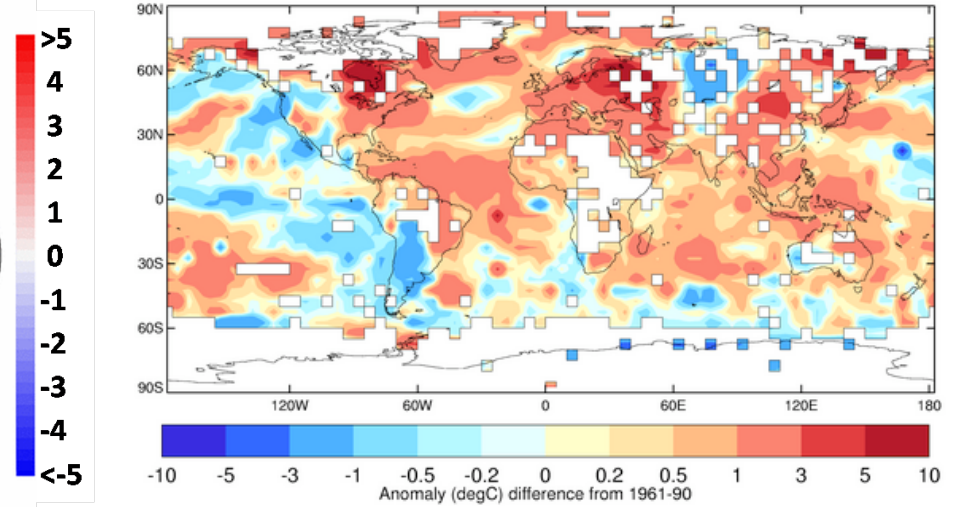 >5
4
3
2
1
0
-1
-2
-3
-4
<-5
90N
60N
30N
0
30S
60S
90S
120W 60W 0 60E 120E 180
-10 -5 -3 -1 -0.5 -0.2 0 0.2 0.5 1 3 5 10
Anomaly (degC) difference from 1961-90